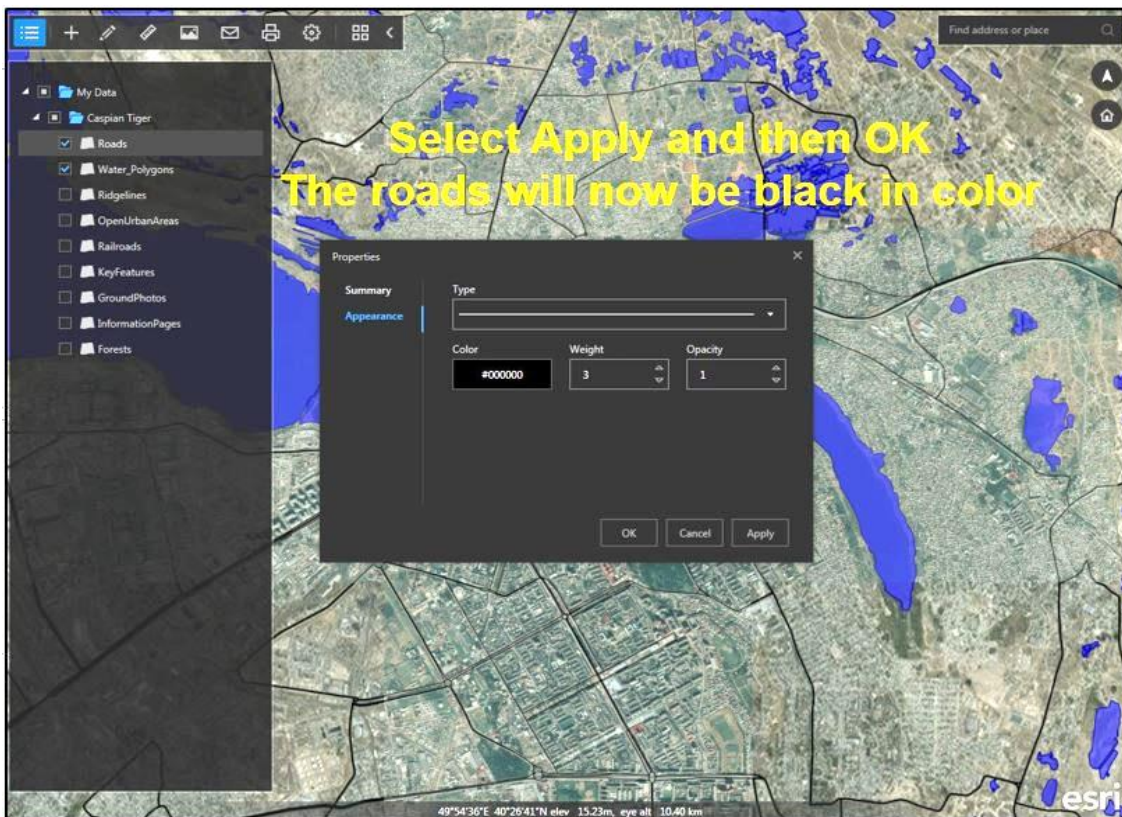 Find address or place
My Data
Caspian Tiger
Roads
Water_Polygons
Ridgelines
OpenUrbanAreas
Railroads
KeyFeatures
GroundPhotos
InformationPages
Forests
Select Apply and then OK
The roads will now be black in color
Properties
Summary
Appearance
Type
Color Weight Opacity
#000000 3 1
OK Cancel Apply
49°54'36"E 40°26'41"N elev 15.23m, eye alt 10.40 km
esri